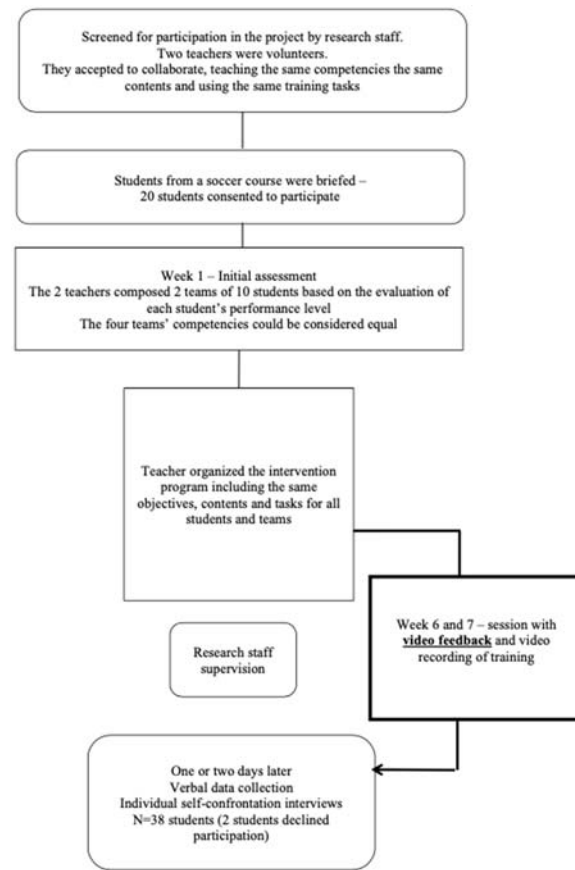 Screened for participation in the project by research staff.
Two teachers were volunteers.
They accepted to collaborate, teaching the same competencies the same
contents and using the same training tasks
Students from a soccer course were briefed –
20 students consented to participate
Week 1 – Initial assessment
The 2 teachers composed 2 teams of 10 students based on the evaluation of
each student's performance level
The four teams' competencies could be considered equal
Teacher organized the intervention
program including the same
objectives, contents and tasks for all
students and teams
Week 6 and 7 – session with
video feedback and video
recording of training
Research staff
supervision
One or two days later
Verbal data collection
Individual self-confrontation interviews
N=38 students (2 students declined
participation)